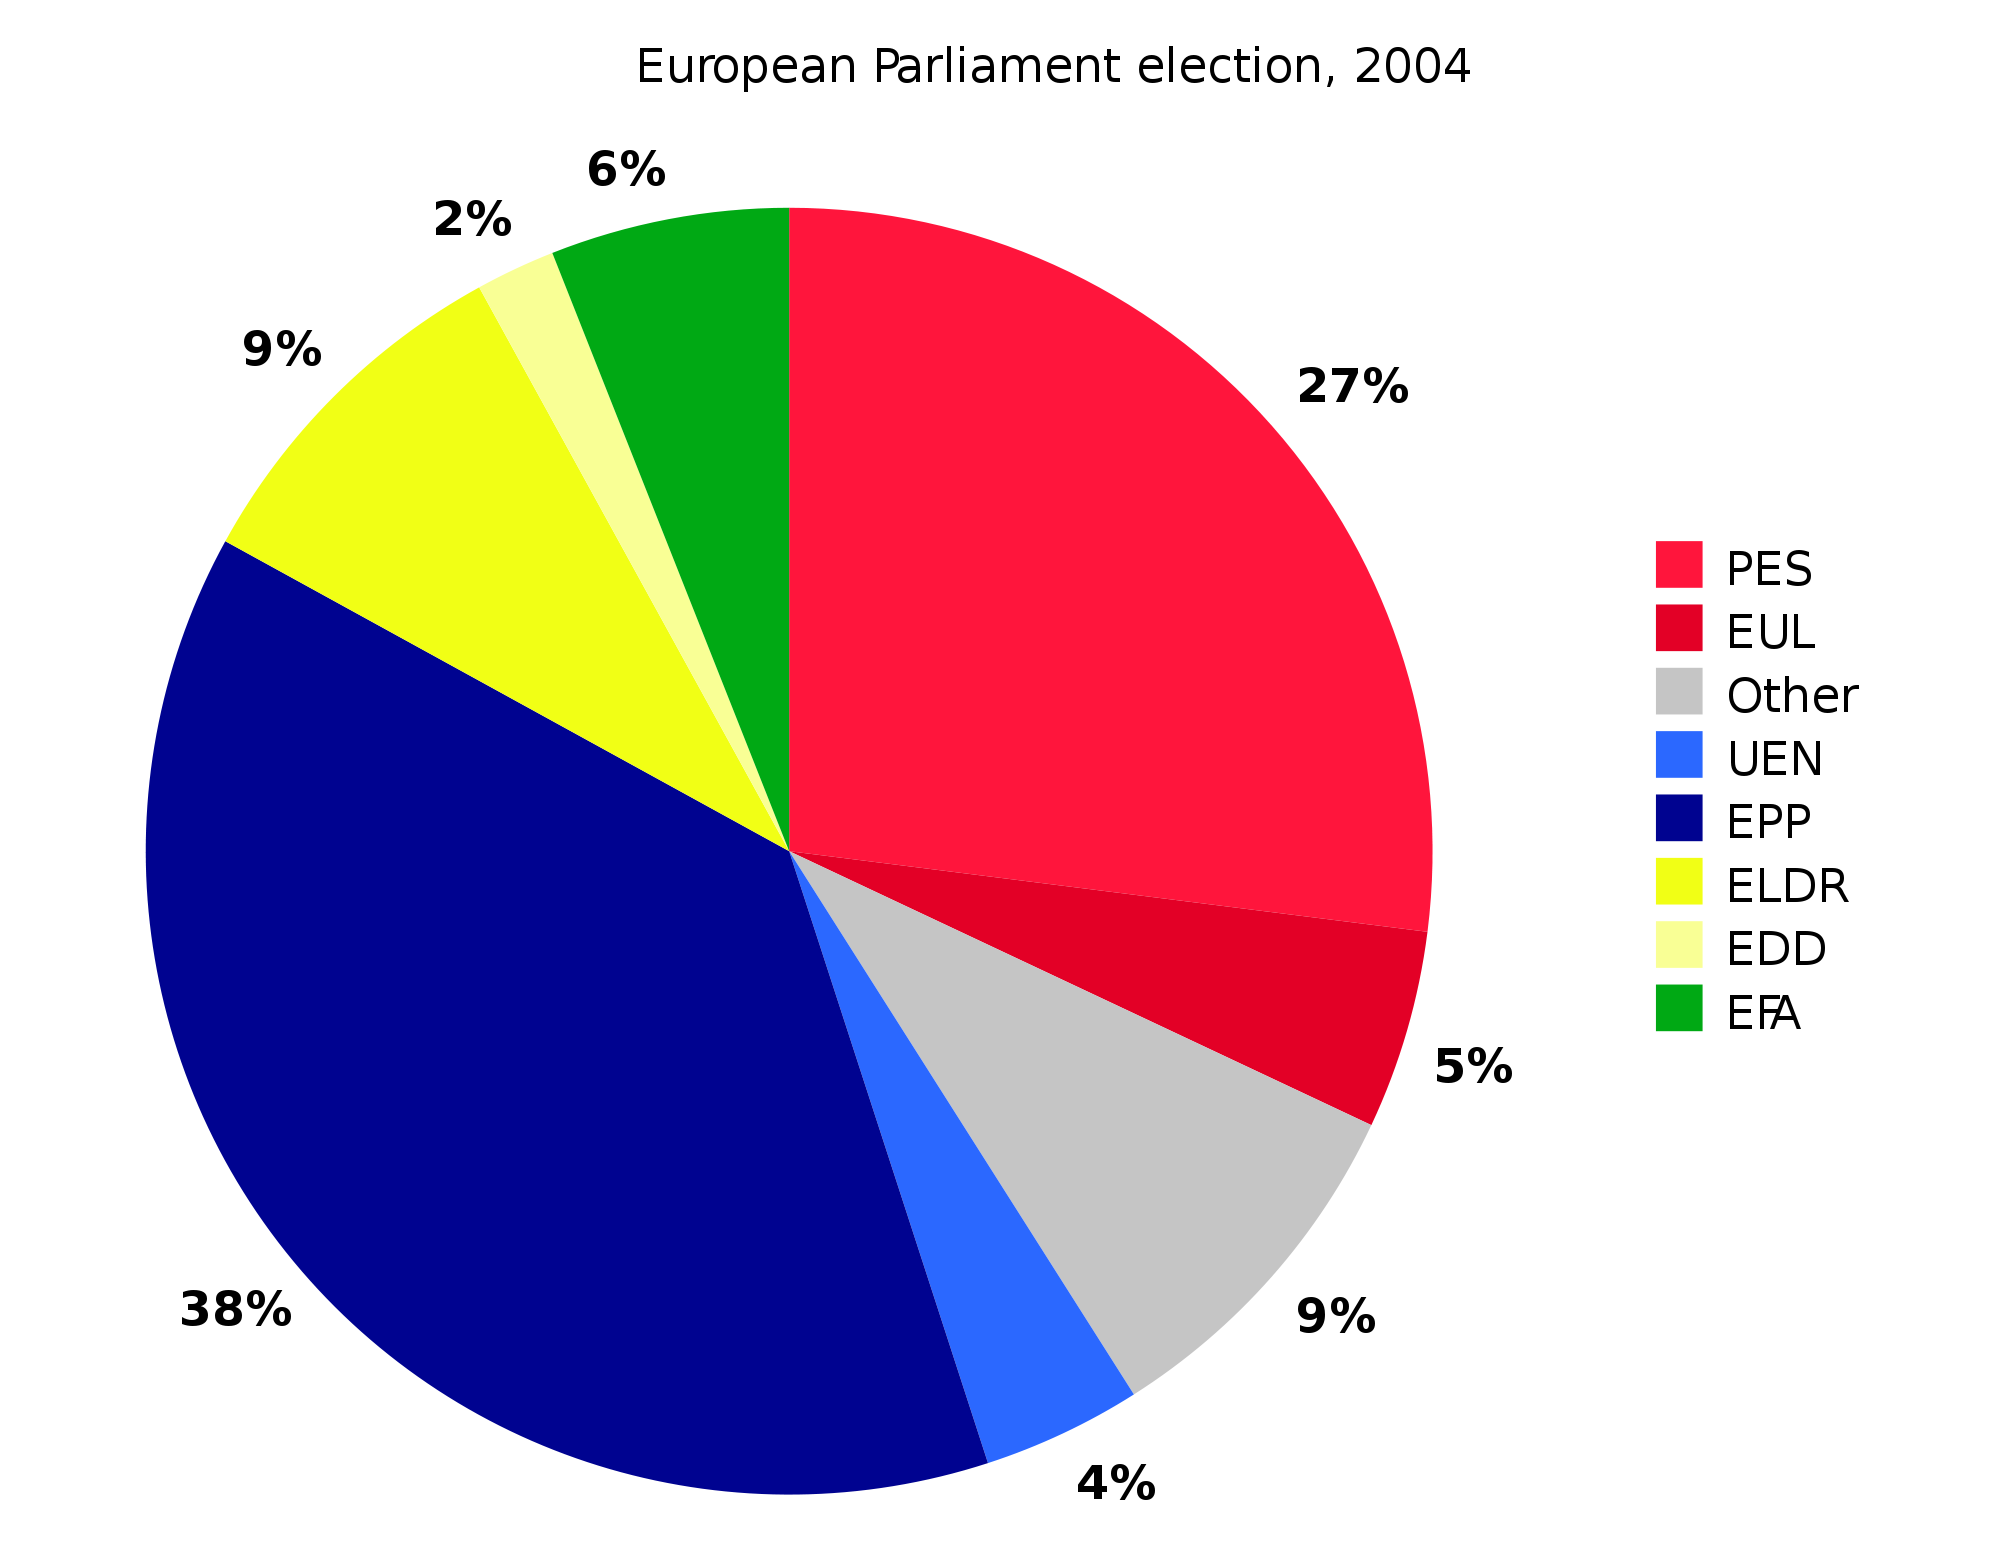 European Parliament election, 2004
6%
2%
9%
27%
PES
EUL
Other
UEN
EPP
ELDR
EDD
EFA
5%
38%
9%
4%